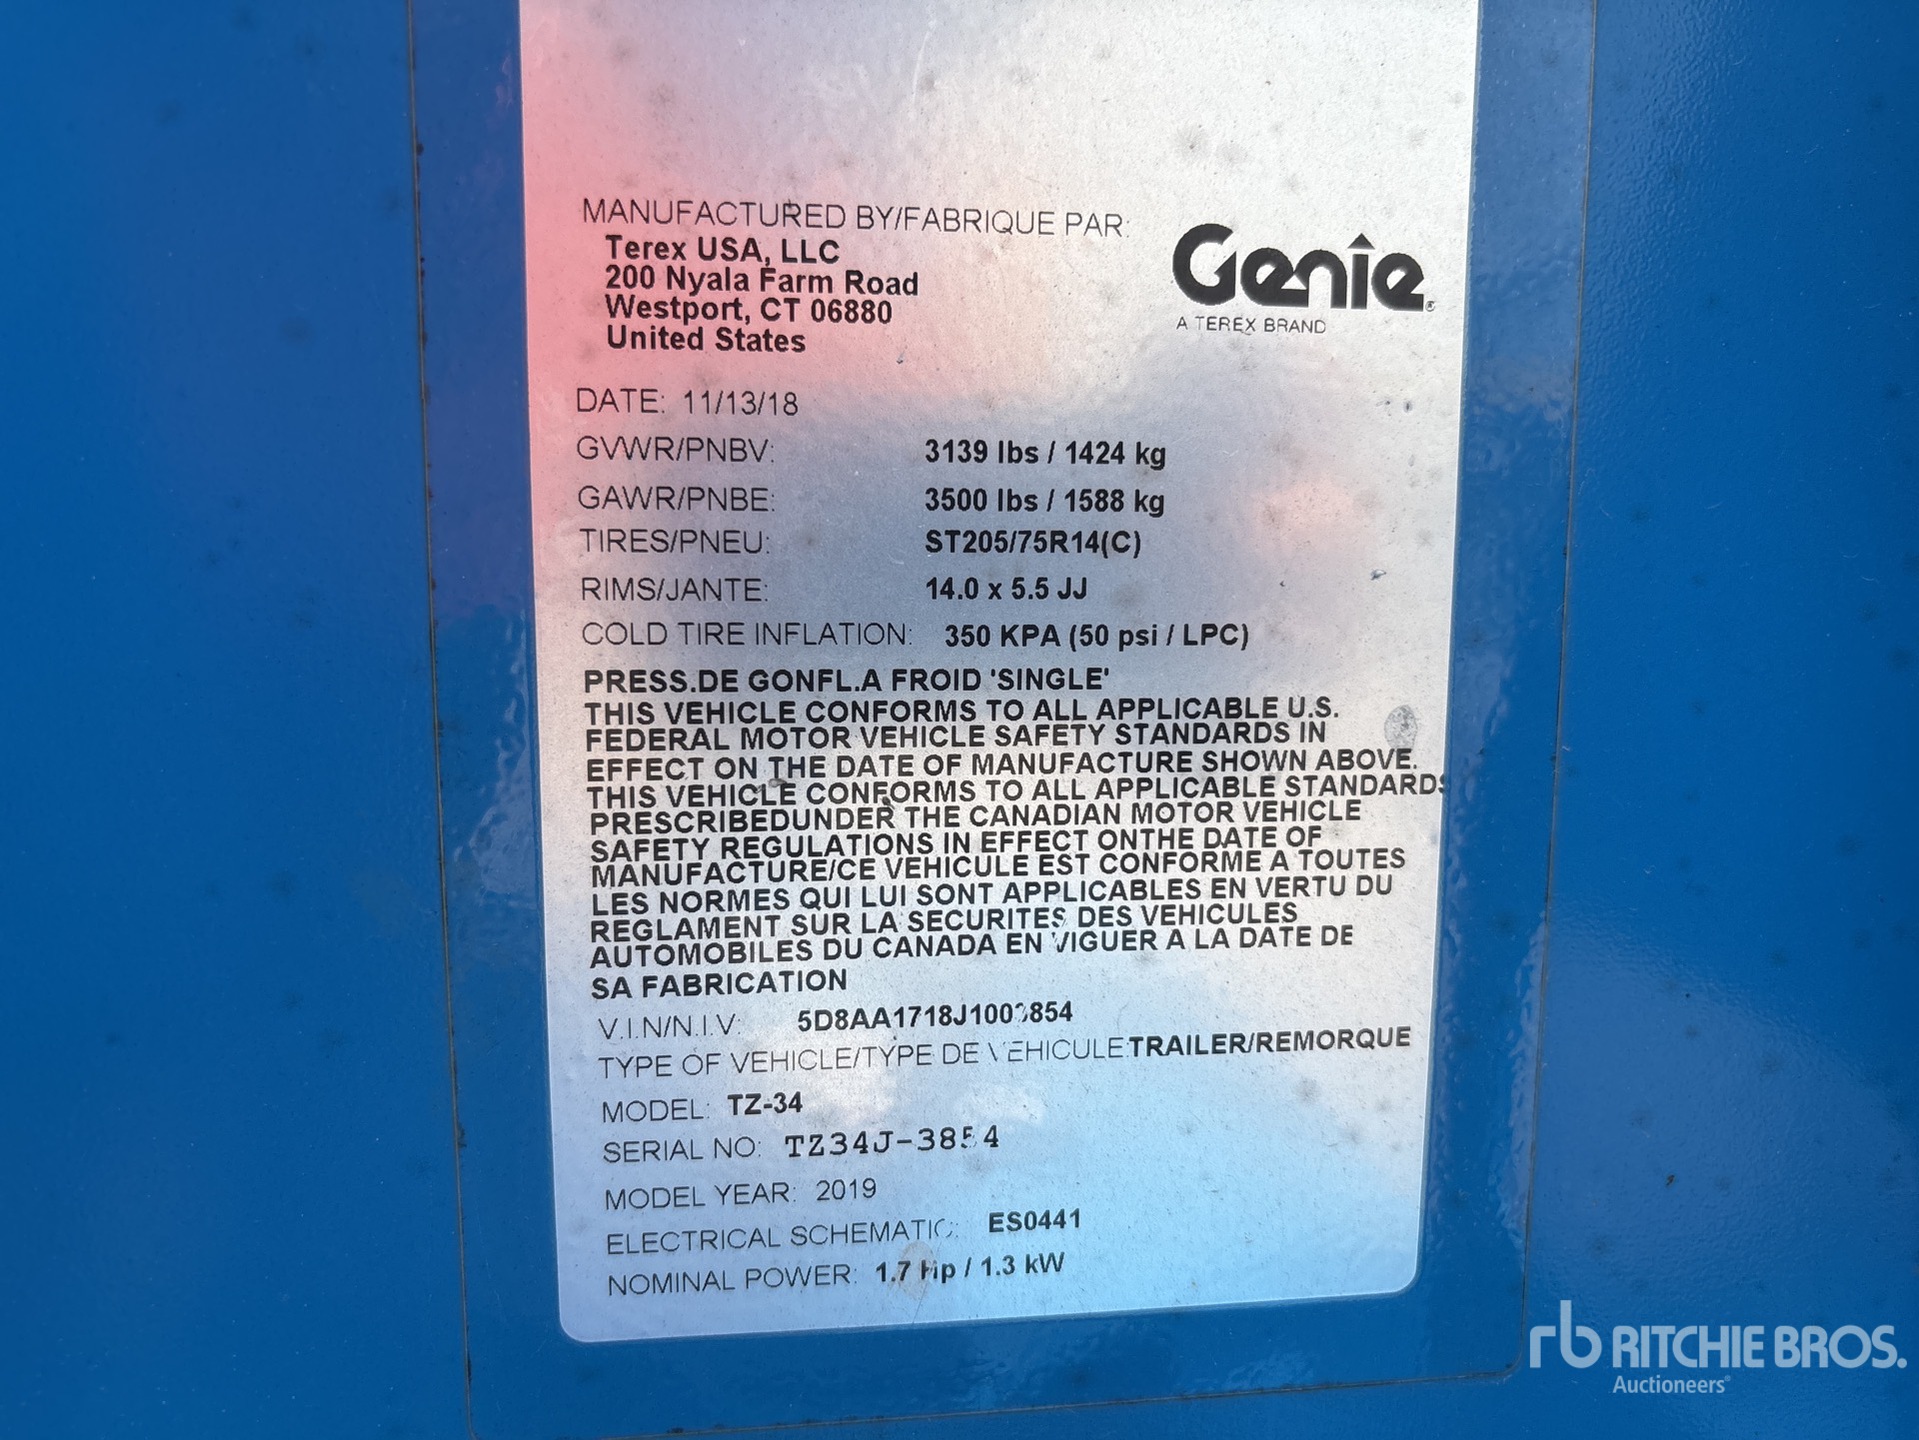 MANUFACTURED BY/FABRIQUE PAR:
Terex USA, LLC
200 Nyala Farm Road
Westport, CT 06880
United States
Genie
A TEREX BRAND
DATE: 11/13/18
GVWR/PNBV: 3139 lbs / 1424 kg
GAWR/PNBE: 3500 lbs / 1588 kg
TIRES/PNEU: ST205/75R14(C)
RIMS/JANTE: 14.0 x 5.5 JJ
COLD TIRE INFLATION: 350 KPA (50 psi / LPC)
PRESS.DE GONFL.A FROID 'SINGLE'
THIS VEHICLE CONFORMS TO ALL APPLICABLE U.S.
FEDERAL MOTOR VEHICLE SAFETY STANDARDS IN
EFFECT ON THE DATE OF MANUFACTURE SHOWN ABOVE.
THIS VEHICLE CONFORMS TO ALL APPLICABLE STANDARDS
PRESCRIBEDUNDER THE CANADIAN MOTOR VEHICLE
SAFETY REGULATIONS IN EFFECT ONTHE DATE OF
MANUFACTURE/CE VEHICULE EST CONFORME A TOUTES
LES NORMES QUI LUI SONT APPLICABLES EN VERTU DU
REGLAMENT SUR LA SECURITES DES VEHICULES
AUTOMOBILES DU CANADA EN VIGUER A LA DATE DE
SA FABRICATION
V.I.N/N.I.V: 5D8AA1718J1003854
TYPE OF VEHICLE/TYPE DE VEHICULE TRAILER/REMORQUE
MODEL: TZ-34
SERIAL NO: TZ34J-3854
MODEL YEAR: 2019
ELECTRICAL SCHEMATIC: ES0441
NOMINAL POWER: 1.7 Hp / 1.3 kW
rb RITCHIE BROS.
Auctioneers